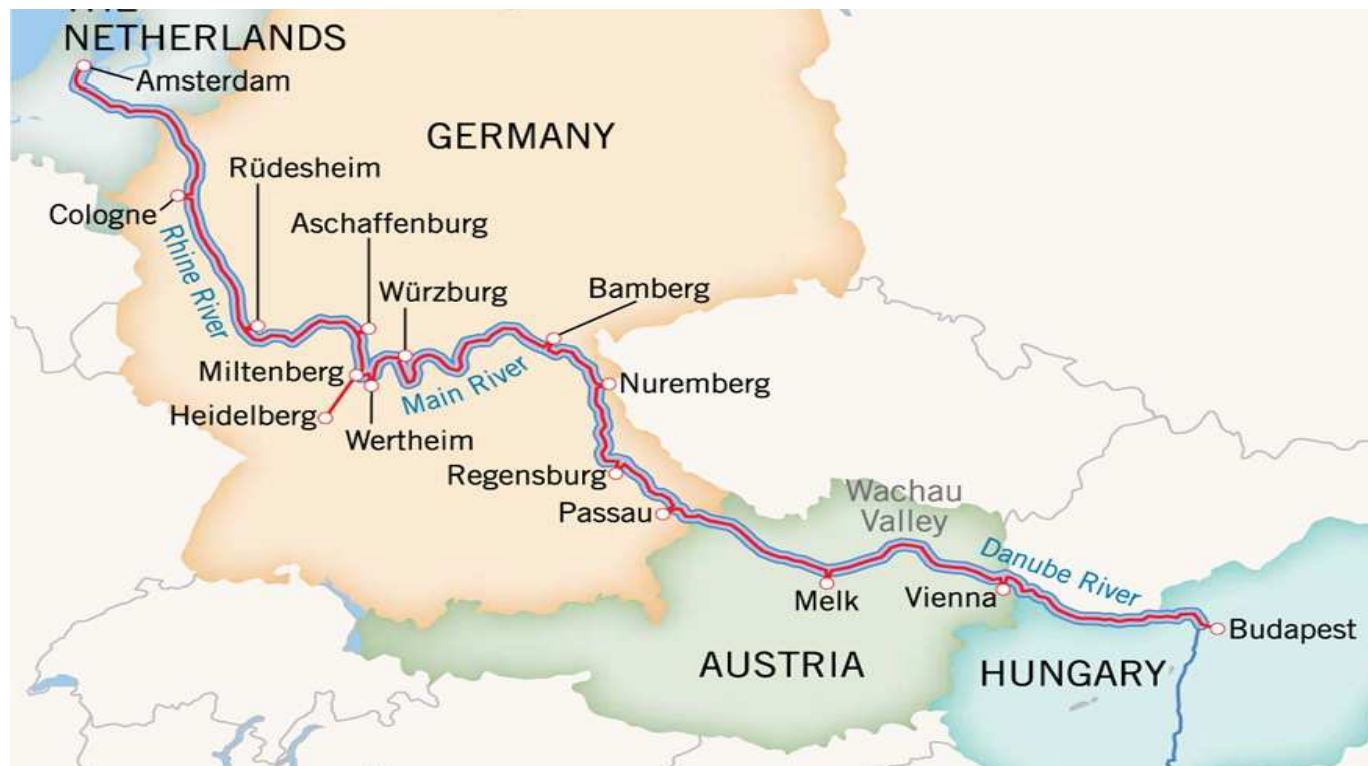 THE
NETHERLANDS
Amsterdam
GERMANY
Rüdesheim
Cologne
Aschaffenburg
Rhine River
Würzburg
Bamberg
Miltenberg
Main River
Nuremberg
Heidelberg
Wertheim
Regensburg
Passau
Wachau
Valley
Danube River
Melk
Vienna
Budapest
AUSTRIA
HUNGARY